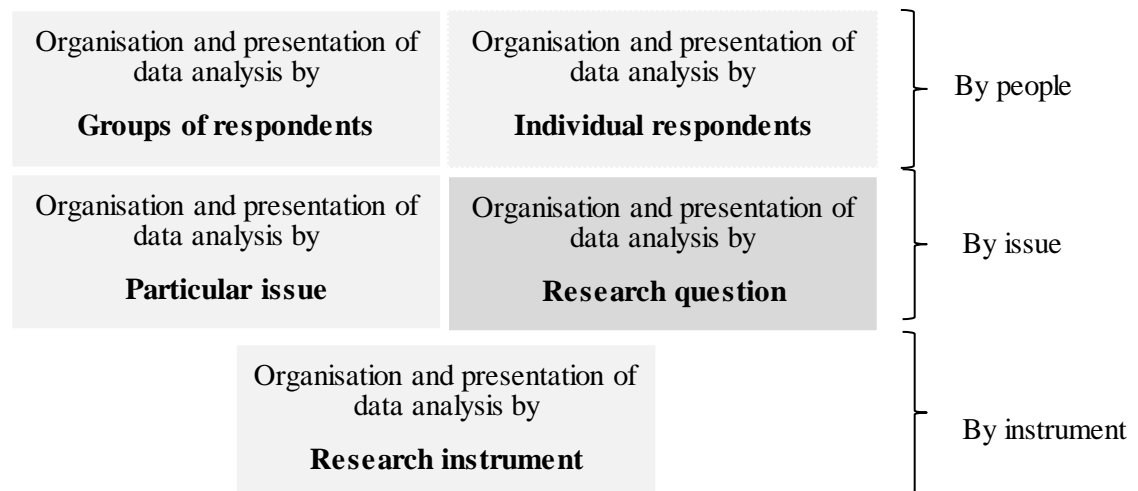 Organisation and presentation of
data analysis by
Groups of respondents
Organisation and presentation of
data analysis by
Individual respondents
By people
Organisation and presentation of
data analysis by
Particular issue
Organisation and presentation of
data analysis by
Research question
By issue
Organisation and presentation of
data analysis by
Research instrument
By instrument